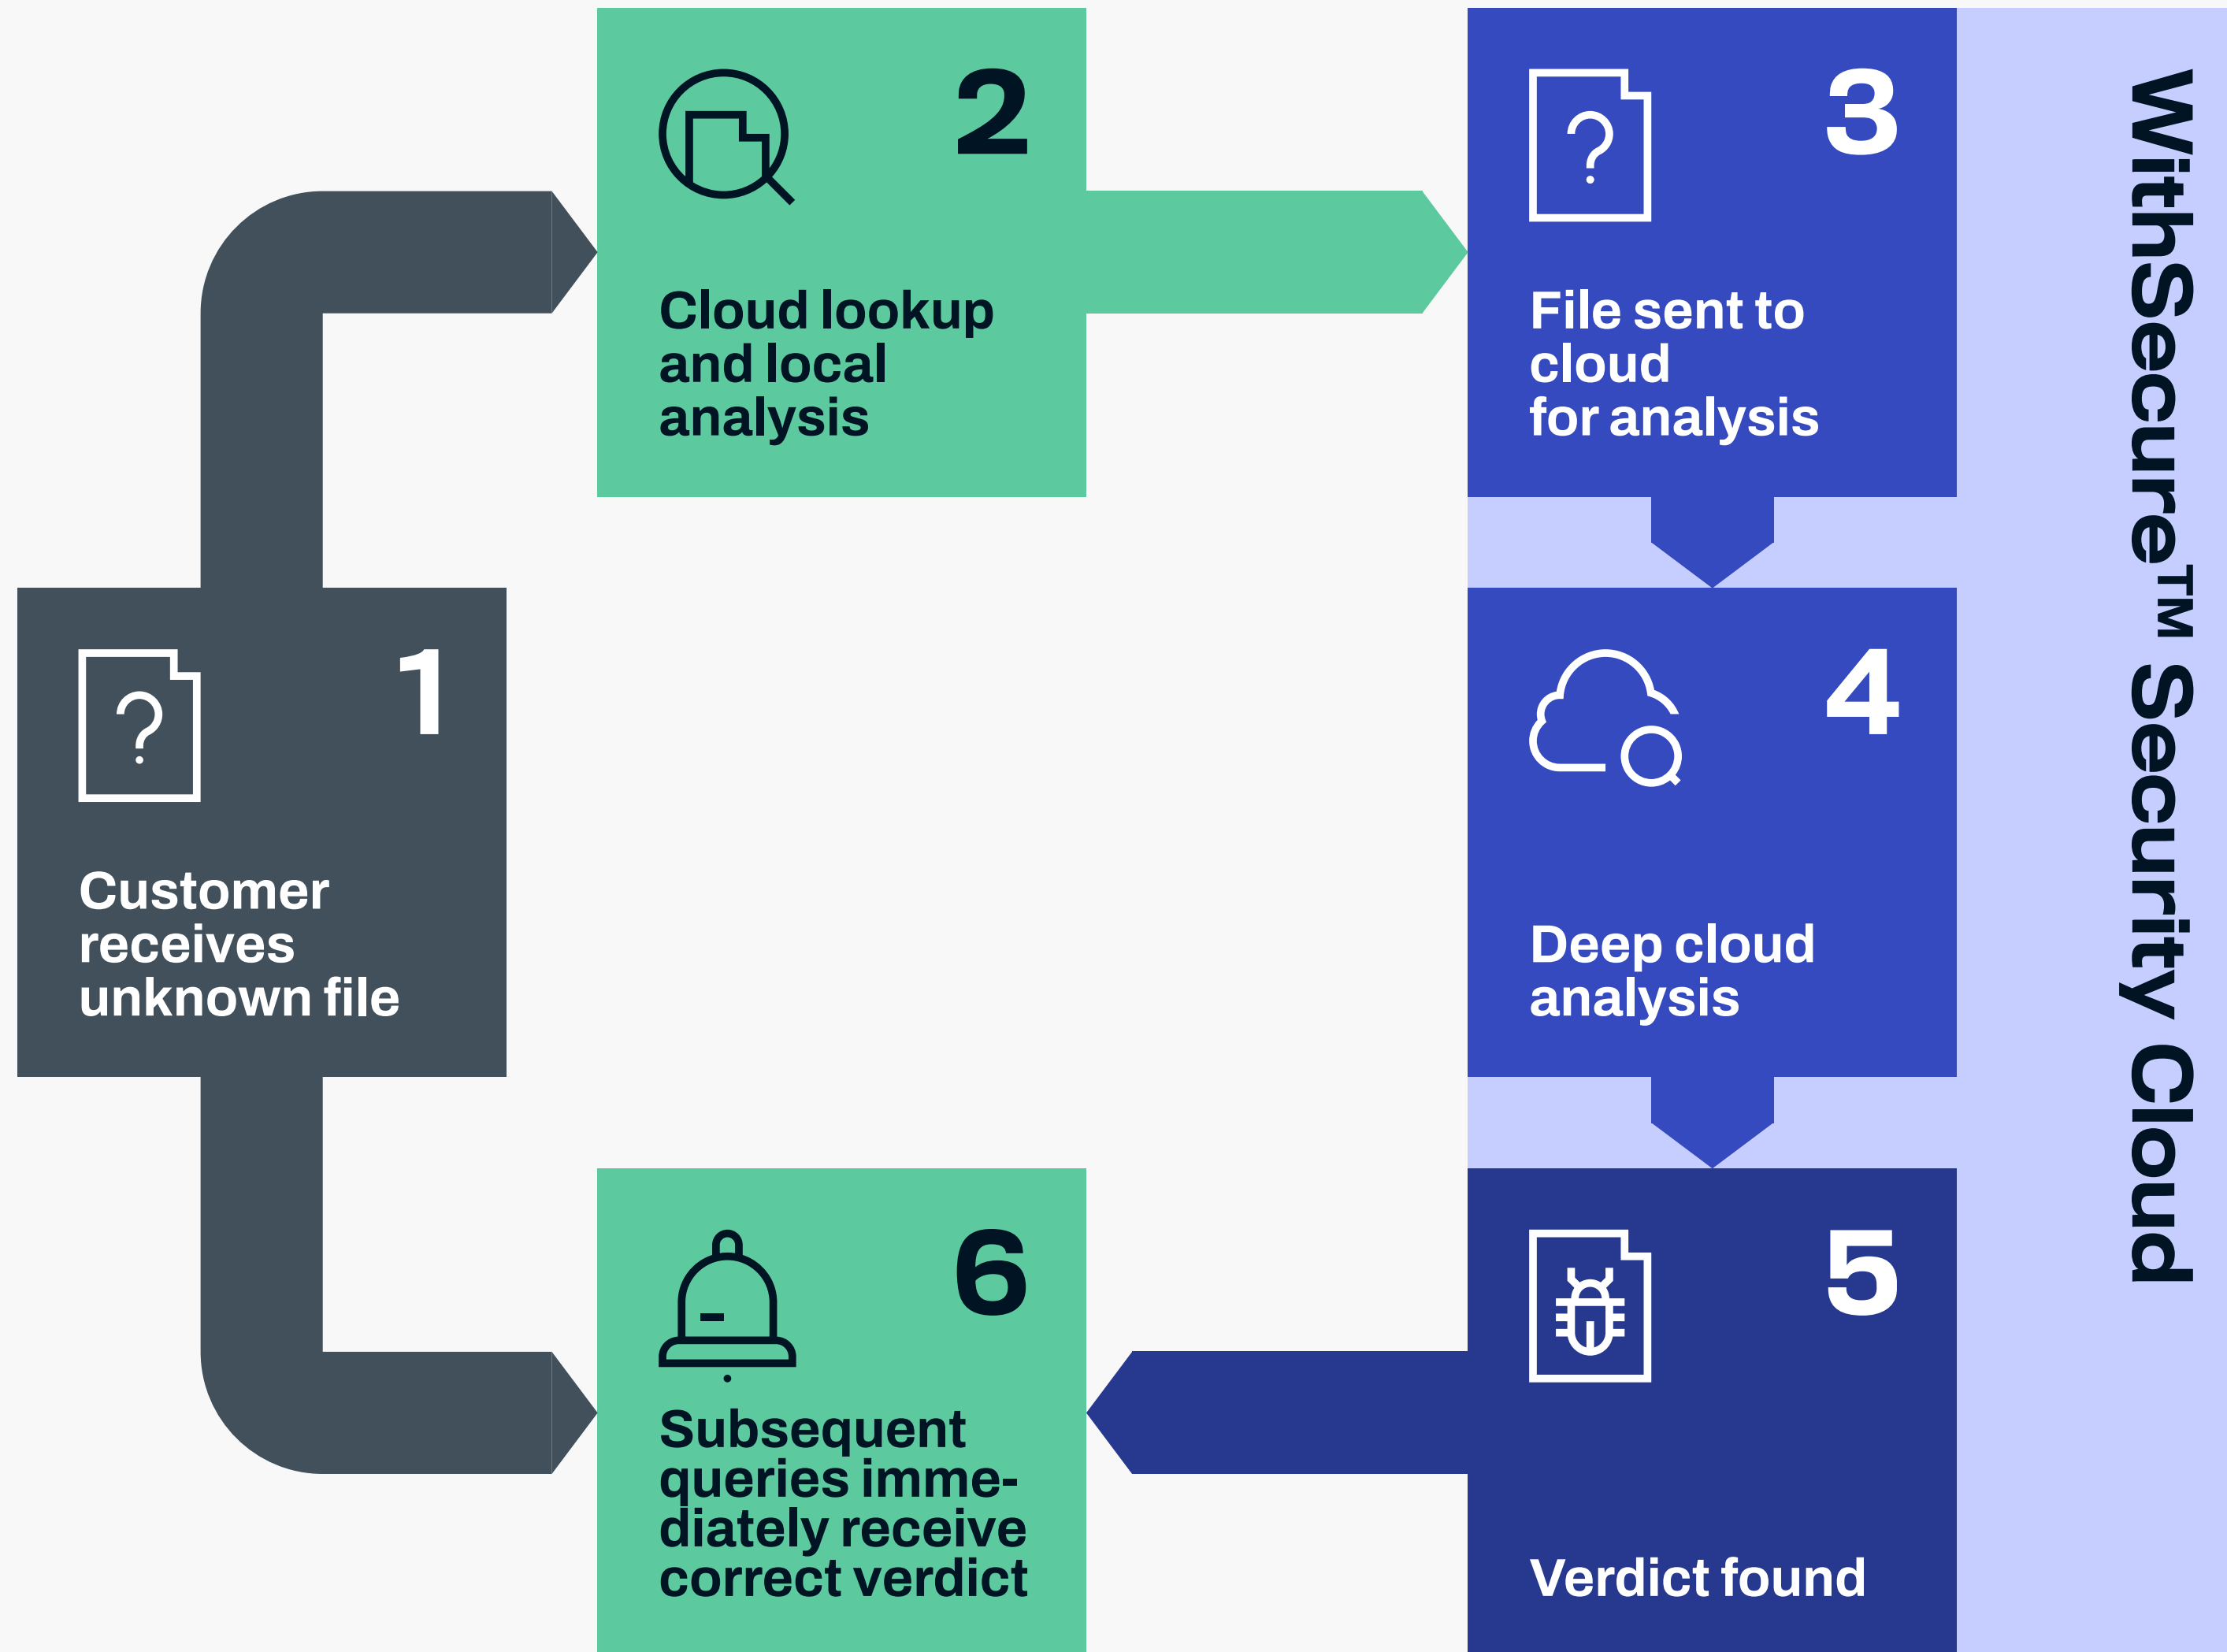 1
Customer
receives
unknown file
2
Cloud lookup
and local
analysis
3
File sent to
cloud
for analysis
4
Deep cloud
analysis
5
Verdict found
6
Subsequent
queries imme-
diately receive
correct verdict
WithSecure™ Security Cloud